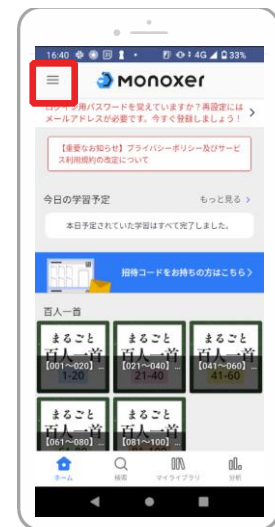 16:40 4G 33%
MONOXER
ログイン用パスワードを覚えていますか？再設定には
メールアドレスが必要です。今すぐ登録しましょう！
【重要なお知らせ】プライバシーポリシー及びサービ
ス利用規約の改定について
今日の学習予定 もっと見る >
本日予定されていた学習はすべて完了しました。
招待コードをお持ちの方はこちら>
百人一首
まるごと まるごと まるごと
百人一首 百人一首 百人一首
【001〜020】... 【021〜040】... 【041〜060】...
1-20 21-40 41-60
まるごと まるごと
百人一首 百人一首
【061〜080】... 【081〜100】...
ホーム 検索 マイライブラリ 分析